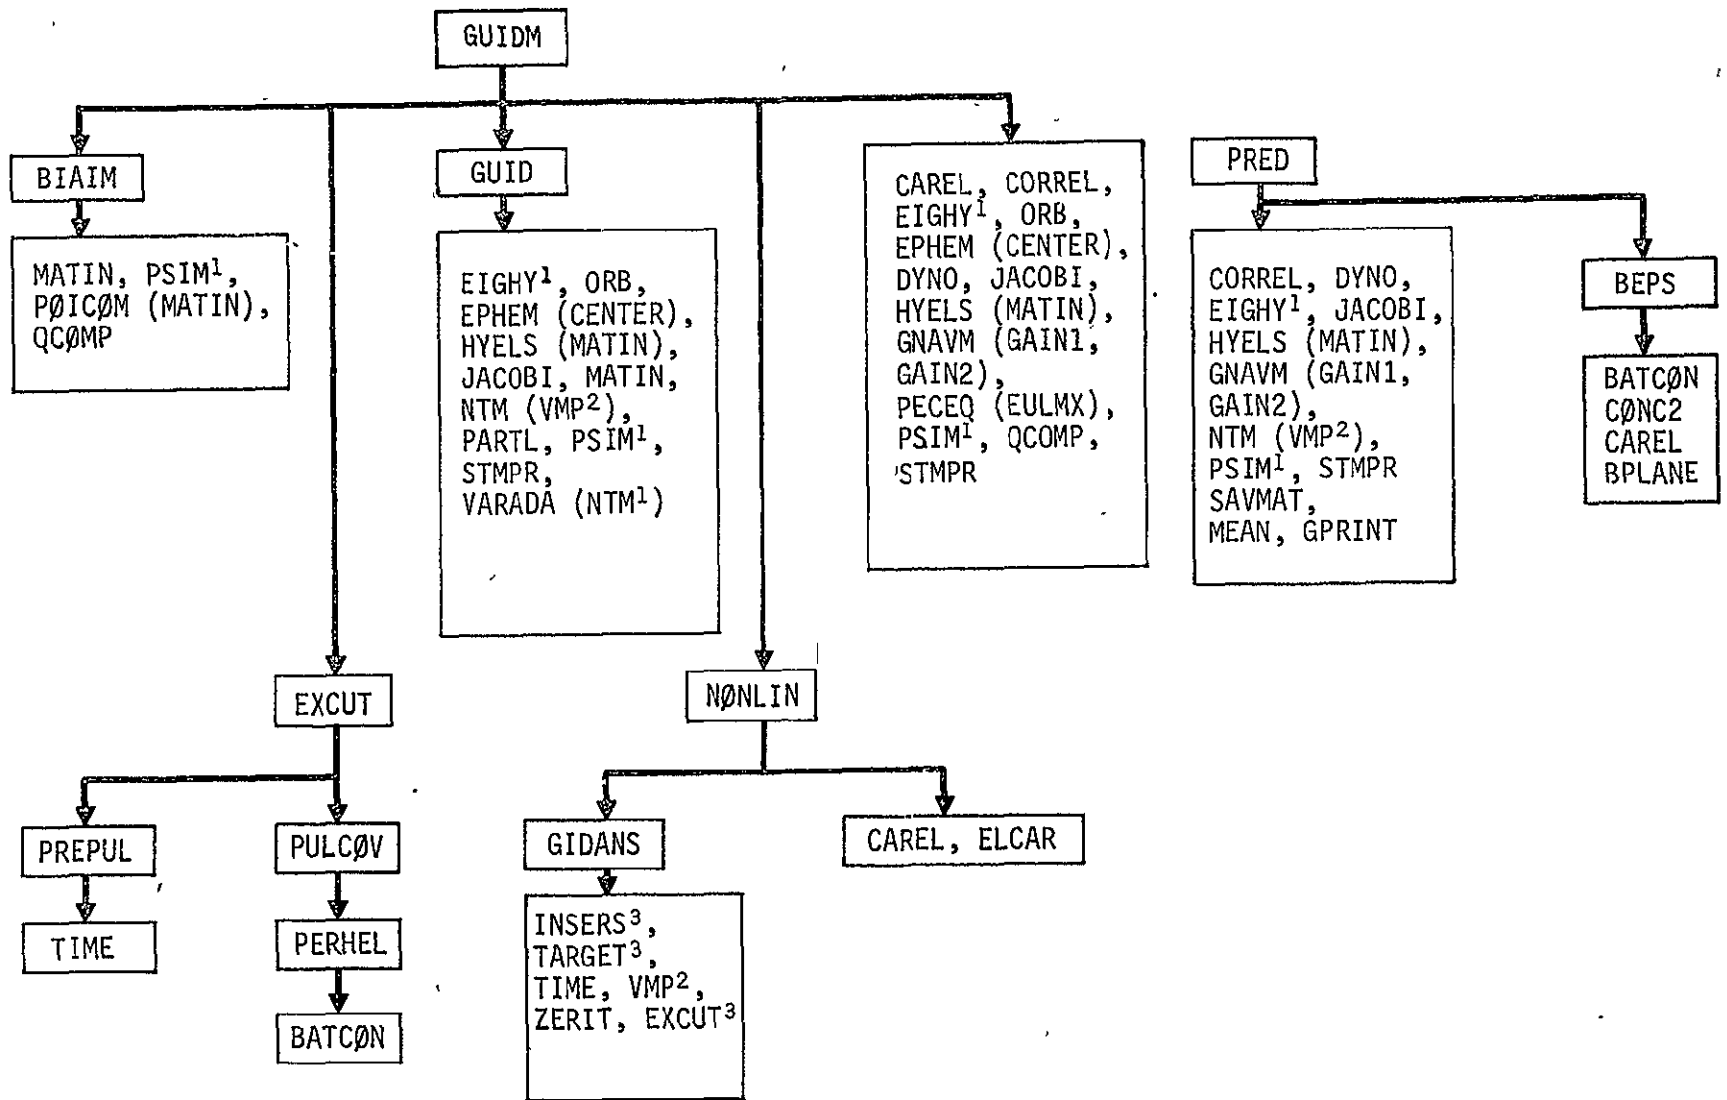 GUIDM
BIAIM
MATIN, PSIM¹,
PØICØM (MATIN),
QCØMP
GUID
EIGHY¹, ORB,
EPHEM (CENTER),
HYELS (MATIN),
JACOBI, MATIN,
NTM (VMP²),
PARTL, PSIM¹,
STMPR,
VARADA (NTM¹)
CAREL, CORREL,
EIGHY¹, ORB,
EPHEM (CENTER),
DYNO, JACOBI,
HYELS (MATIN),
GNAVM (GAIN1,
GAIN2),
PECEQ (EULMX),
PSIM¹, QCOMP,
STMPR
PRED
CORREL, DYNO,
EIGHY¹, JACOBI,
HYELS (MATIN),
GNAVM (GAIN1,
GAIN2),
NTM (VMP²),
PSIM¹, STMPR
SAVMAT,
MEAN, GPRINT
BEPS
BATCØN
CØNC2
CAREL
BPLANE
EXCUT
PREPUL
TIME
PULCØV
PERHEL
BATCØN
NØNLIN
GIDANS
INSERS³,
TARGET³,
TIME, VMP²,
ZERIT, EXCUT³
CAREL, ELCAR